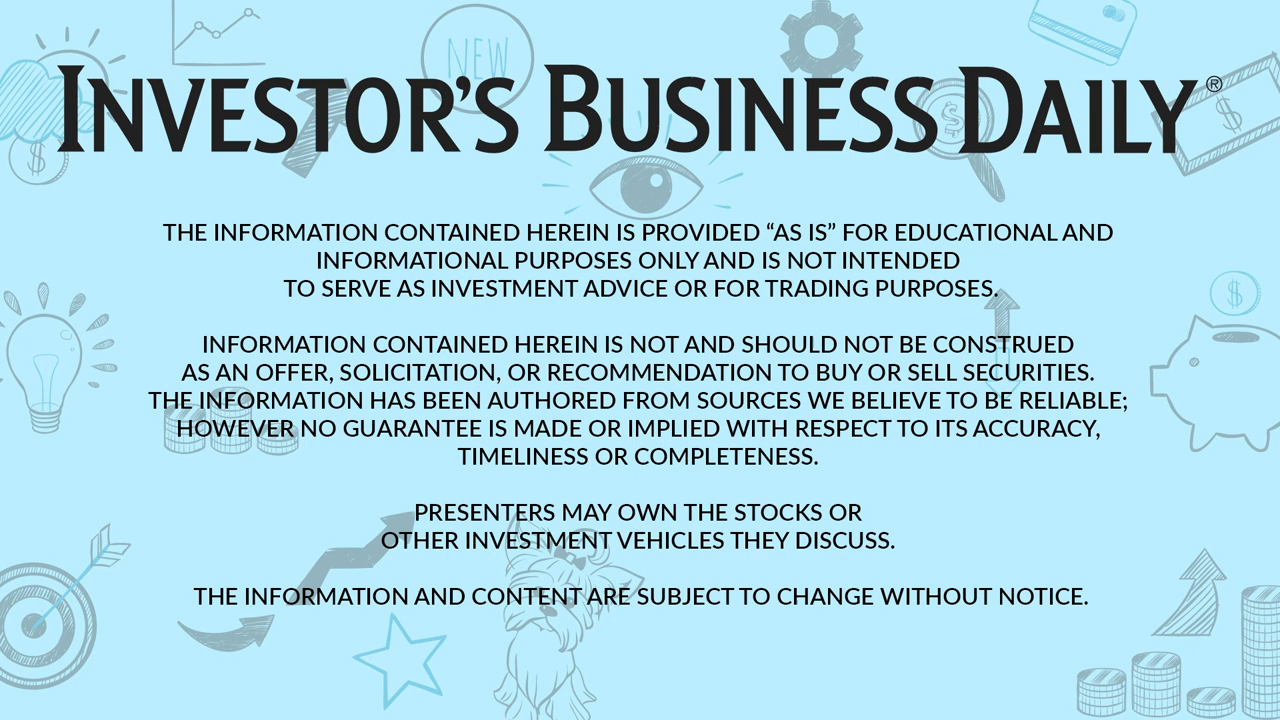 NEW
INVESTOR'S BUSINESS DAILY®
THE INFORMATION CONTAINED HEREIN IS PROVIDED “AS IS” FOR EDUCATIONAL AND
INFORMATIONAL PURPOSES ONLY AND IS NOT INTENDED
TO SERVE AS INVESTMENT ADVICE OR FOR TRADING PURPOSES.
INFORMATION CONTAINED HEREIN IS NOT AND SHOULD NOT BE CONSTRUED
AS AN OFFER, SOLICITATION, OR RECOMMENDATION TO BUY OR SELL SECURITIES.
THE INFORMATION HAS BEEN AUTHORED FROM SOURCES WE BELIEVE TO BE RELIABLE;
HOWEVER NO GUARANTEE IS MADE OR IMPLIED WITH RESPECT TO ITS ACCURACY,
TIMELINESS OR COMPLETENESS.
PRESENTERS MAY OWN THE STOCKS OR
OTHER INVESTMENT VEHICLES THEY DISCUSS.
THE INFORMATION AND CONTENT ARE SUBJECT TO CHANGE WITHOUT NOTICE.